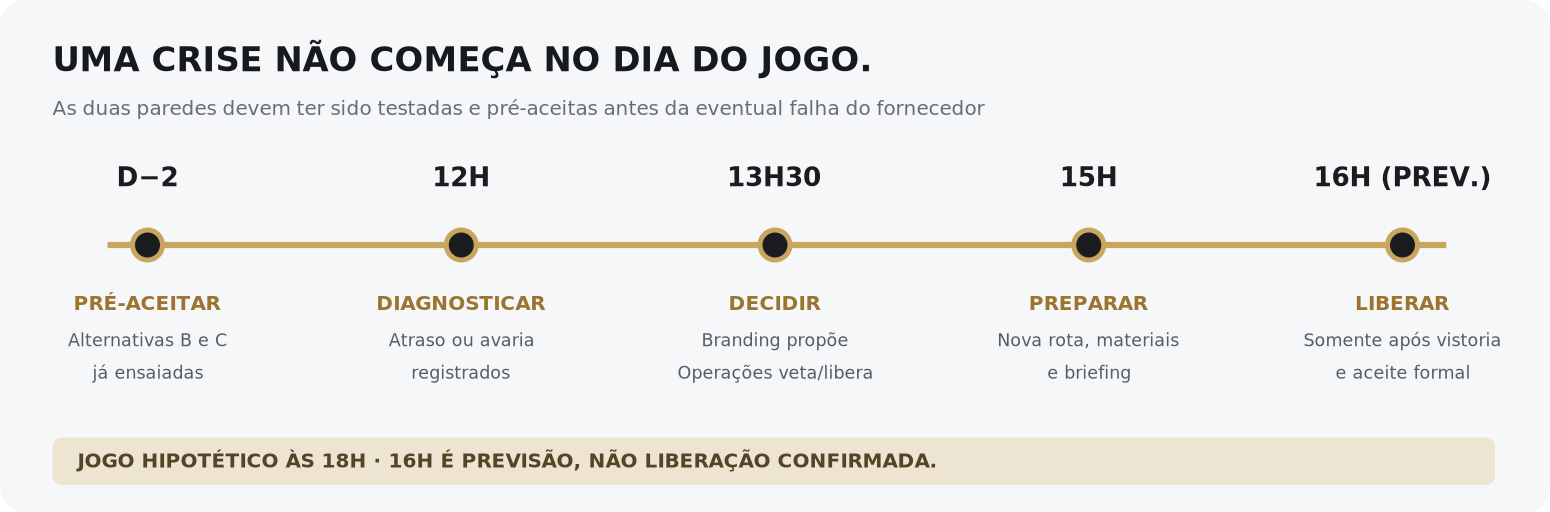 UMA CRISE NÃO COMEÇA NO DIA DO JOGO.
As duas paredes devem ter sido testadas e pré-aceitas antes da eventual falha do fornecedor
D−2
12H
13H30
15H
16H (PREV.)
PRÉ-ACEITAR
DIAGNOSTICAR
DECIDIR
PREPARAR
LIBERAR
Alternativas B e C
já ensaiadas
Atraso ou avaria
registrados
Branding propõe
Operações veta/libera
Nova rota, materiais
e briefing
Somente após vistoria
e aceite formal
JOGO HIPOTÉTICO ÀS 18H · 16H É PREVISÃO, NÃO LIBERAÇÃO CONFIRMADA.